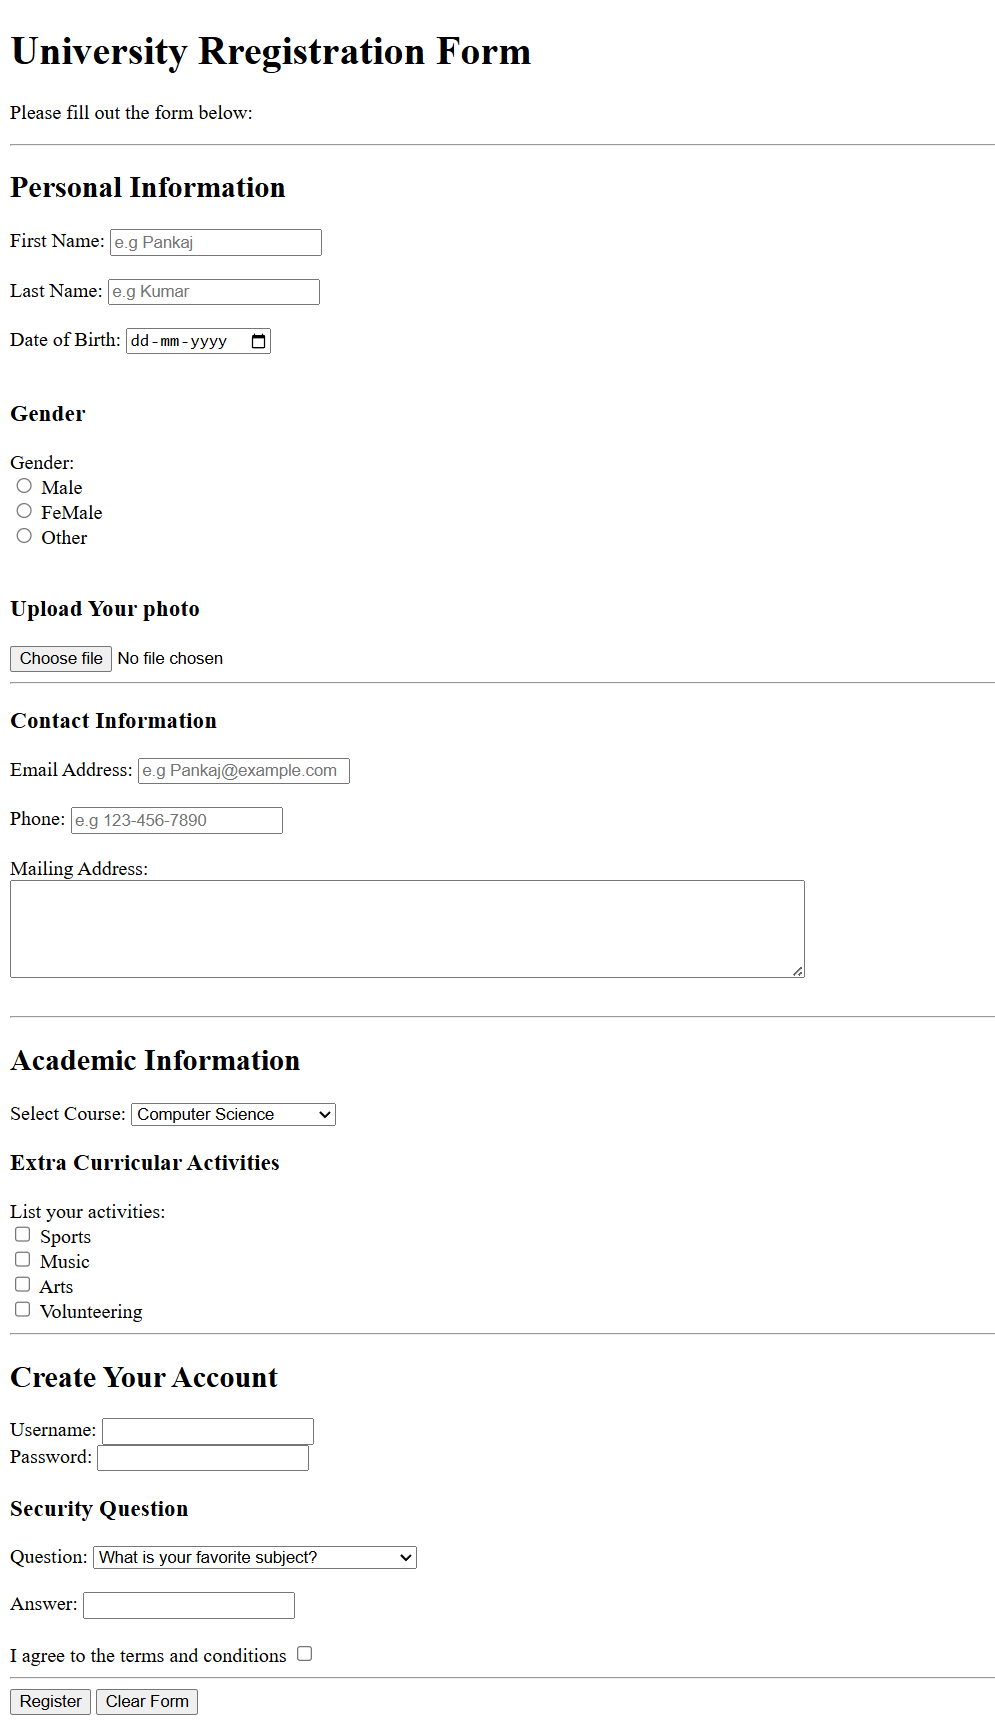 University Rregistration Form
Please fill out the form below:
Personal Information
First Name: e.g Pankaj
Last Name: e.g Kumar
Date of Birth: dd-mm-yyyy
Gender
Gender:
Male
FeMale
Other
Upload Your photo
Choose file No file chosen
Contact Information
Email Address: e.g Pankaj@example.com
Phone: e.g 123-456-7890
Mailing Address:
Academic Information
Select Course: Computer Science
Extra Curricular Activities
List your activities:
Sports
Music
Arts
Volunteering
Create Your Account
Username:
Password:
Security Question
Question: What is your favorite subject?
Answer:
I agree to the terms and conditions
Register Clear Form